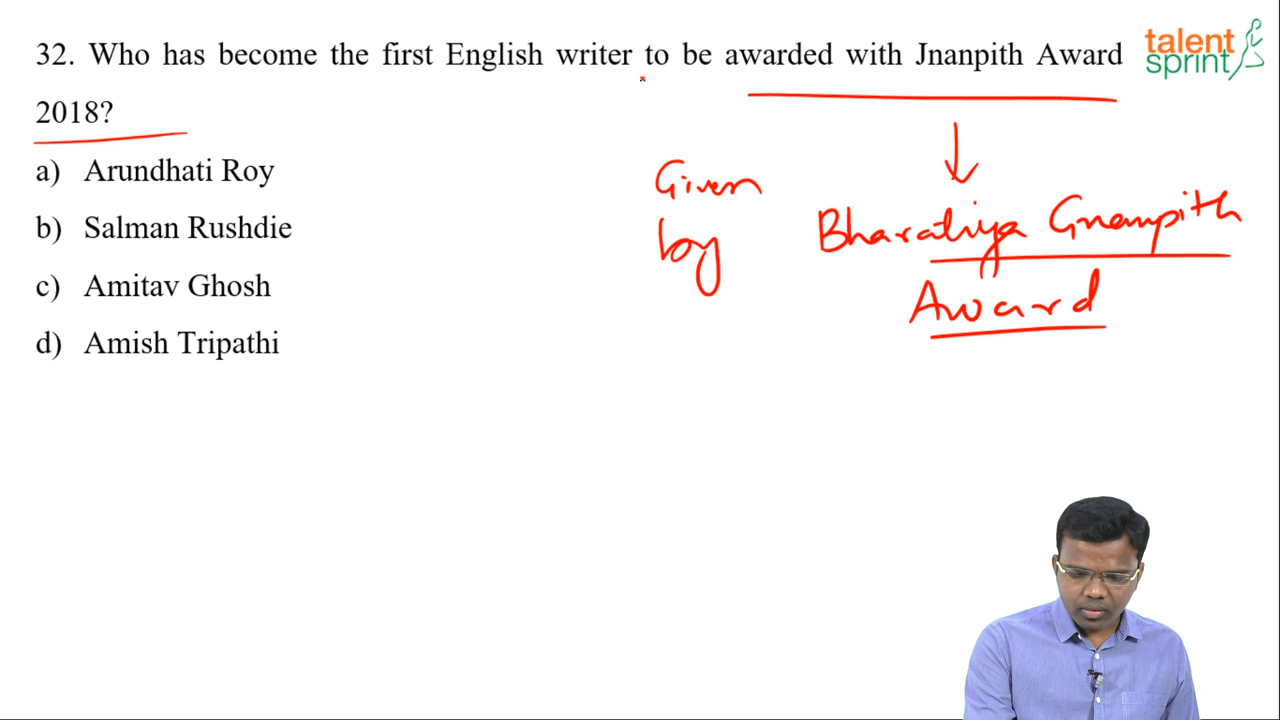 32. Who has become the first English writer to be awarded with Jnanpith Award
2018?
a) Arundhati Roy
b) Salman Rushdie
c) Amitav Ghosh
d) Amish Tripathi
talent
sprint
Given
by
Bharatiya Gnanpith
Award